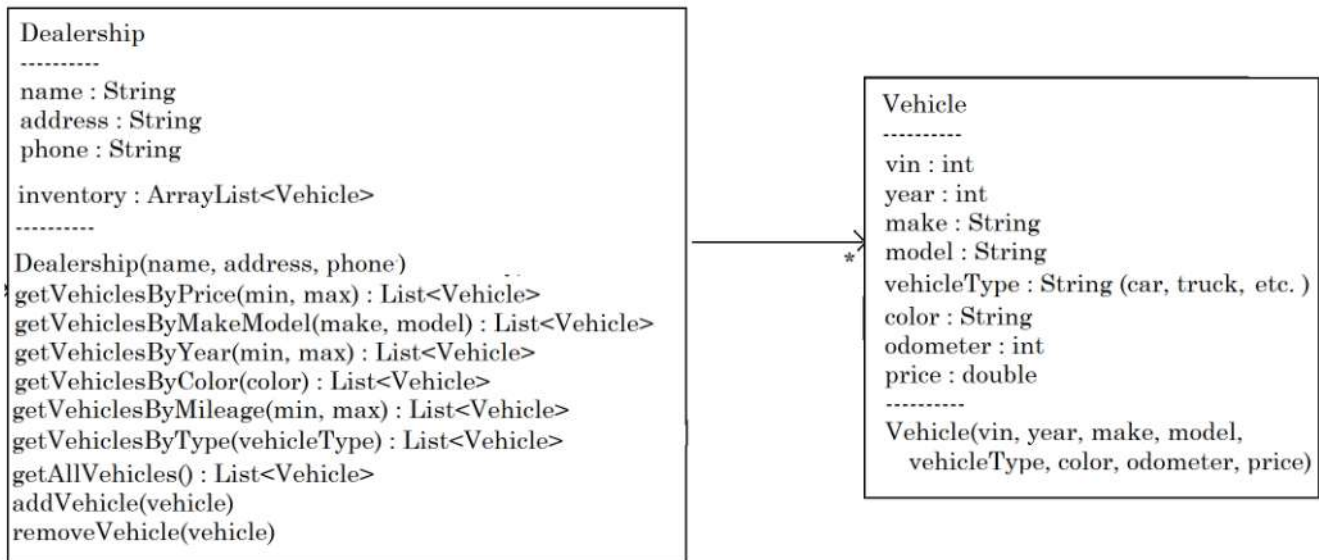 Dealership
----------
name : String
address : String
phone : String
inventory : ArrayList<Vehicle>
----------
Dealership(name, address, phone)
getVehiclesByPrice(min, max) : List<Vehicle>
getVehiclesByMakeModel(make, model) : List<Vehicle>
getVehiclesByYear(min, max) : List<Vehicle>
getVehiclesByColor(color) : List<Vehicle>
getVehiclesByMileage(min, max) : List<Vehicle>
getVehiclesByType(vehicleType) : List<Vehicle>
getAllVehicles() : List<Vehicle>
addVehicle(vehicle)
removeVehicle(vehicle)
*
Vehicle
----------
vin : int
year : int
make : String
model : String
vehicleType : String (car, truck, etc. )
color : String
odometer : int
price : double
----------
Vehicle(vin, year, make, model,
vehicleType, color, odometer, price)